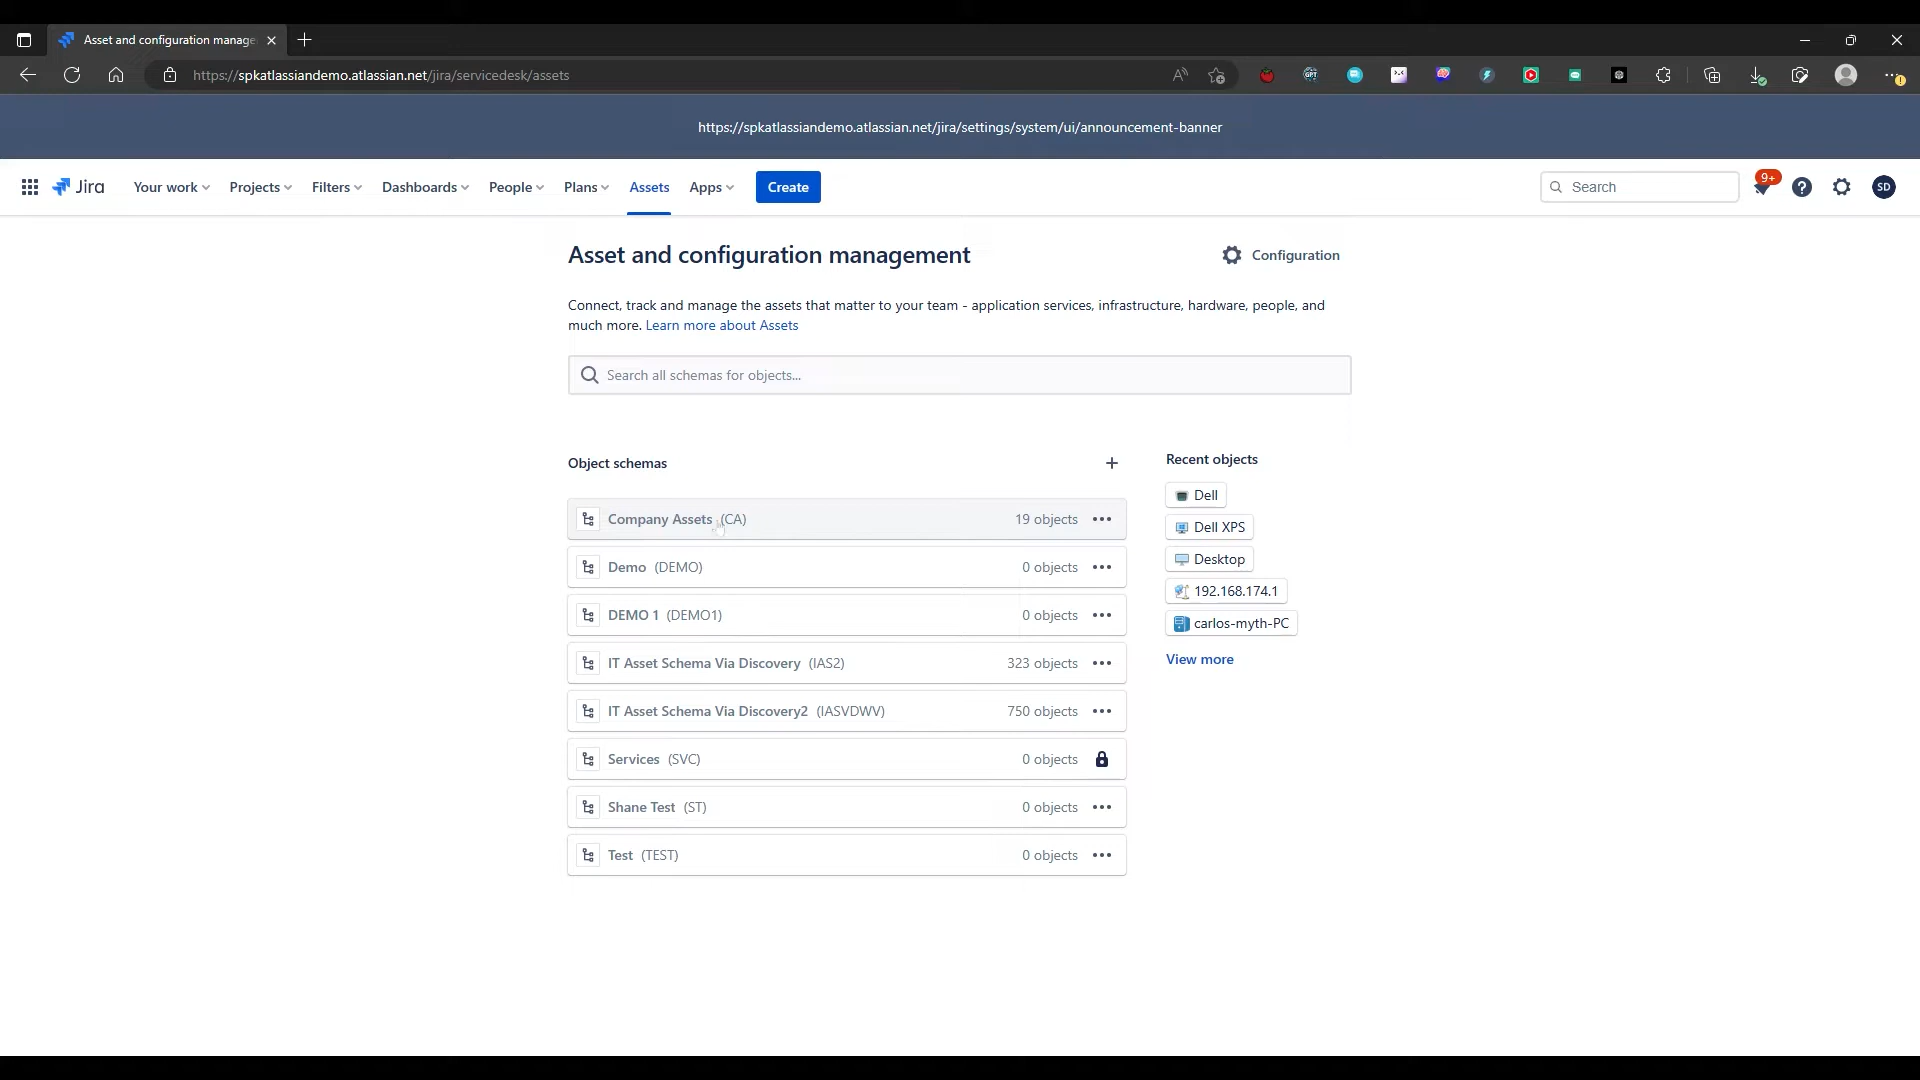 Asset and configuration manage
https://spkatlassiandemo.atlassian.net/jira/servicedesk/assets
GPT
https://spkatlassiandemo.atlassian.net/jira/settings/system/ui/announcement-banner
Jira
Your work
Projects
Filters
Dashboards
People
Plans
Assets
Apps
Create
Search
9+
SD
Asset and configuration management
Configuration
Connect, track and manage the assets that matter to your team - application services, infrastructure, hardware, people, and
much more. Learn more about Assets
Search all schemas for objects...
Object schemas
Company Assets (CA) 19 objects
Demo (DEMO) 0 objects
DEMO 1 (DEMO1) 0 objects
IT Asset Schema Via Discovery (IAS2) 323 objects
IT Asset Schema Via Discovery2 (IASVDWV) 750 objects
Services (SVC) 0 objects
Shane Test (ST) 0 objects
Test (TEST) 0 objects
Recent objects
Dell
Dell XPS
Desktop
192.168.174.1
carlos-myth-PC
View more